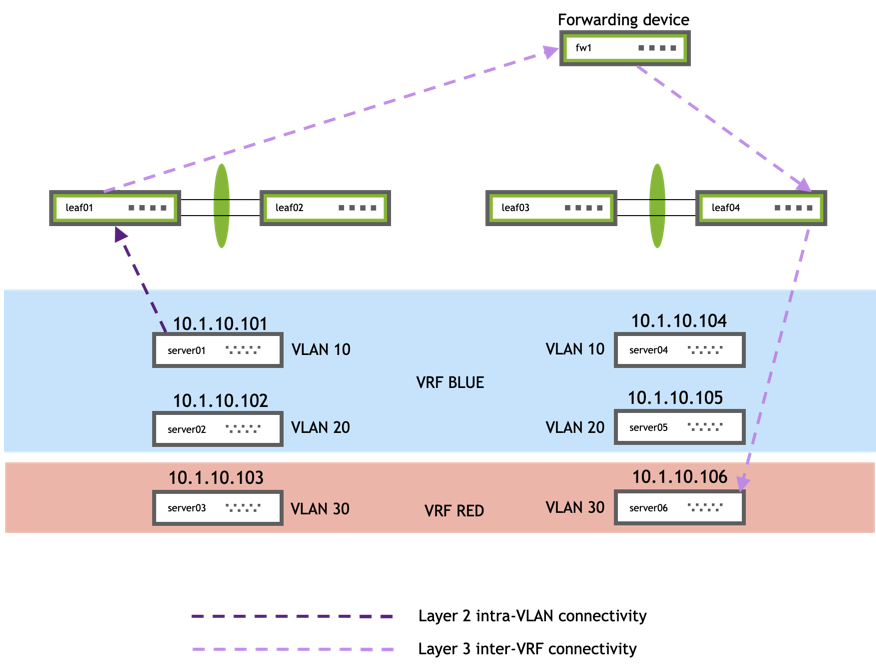 Forwarding device
fw1
leaf01
leaf02
leaf03
leaf04
10.1.10.101
server01
VLAN 10
10.1.10.104
VLAN 10
server04
VRF BLUE
10.1.10.102
server02
VLAN 20
10.1.10.105
VLAN 20
server05
10.1.10.103
server03
VLAN 30
VRF RED
10.1.10.106
VLAN 30
server06
Layer 2 intra-VLAN connectivity
Layer 3 inter-VRF connectivity